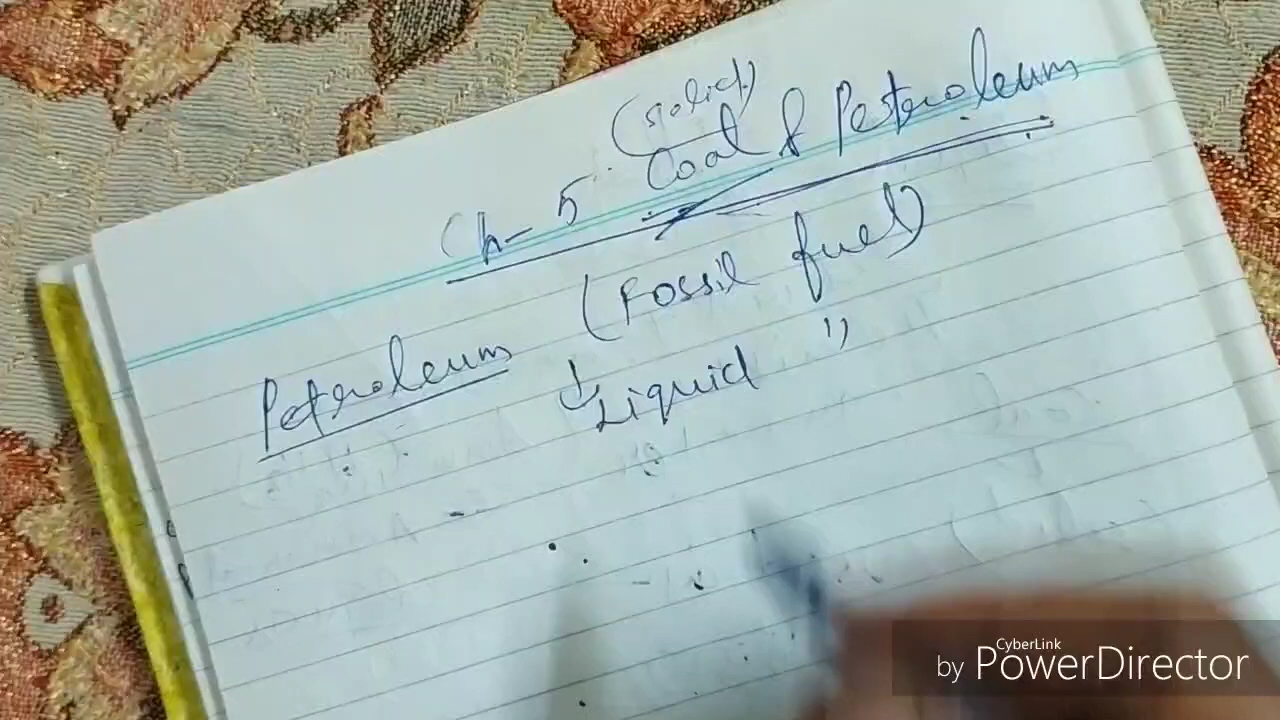 (solid)
Ch-5 Coal & Petroleum
(Fossil fuel)
Petroleum
↳ Liquid "
CyberLink
by PowerDirector